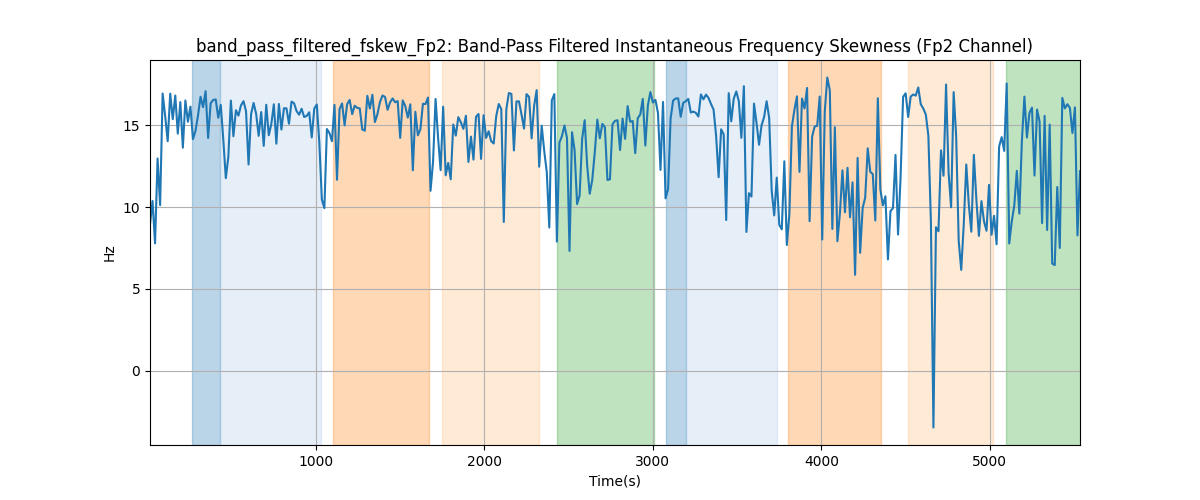 band_pass_filtered_fskew_Fp2: Band-Pass Filtered Instantaneous Frequency Skewness (Fp2 Channel)
15
10
5
0
Hz
1000 2000 3000 4000 5000
Time(s)